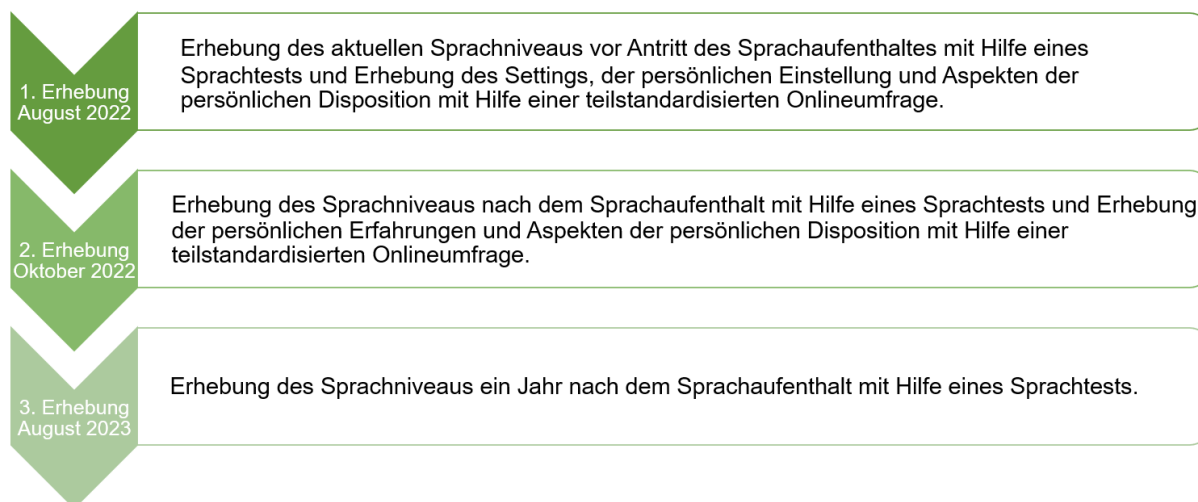 1. Erhebung
August 2022
Erhebung des aktuellen Sprachniveaus vor Antritt des Sprachaufenthaltes mit Hilfe eines
Sprachtests und Erhebung des Settings, der persönlichen Einstellung und Aspekten der
persönlichen Disposition mit Hilfe einer teilstandardisierten Onlineumfrage.
2. Erhebung
Oktober 2022
Erhebung des Sprachniveaus nach dem Sprachaufenthalt mit Hilfe eines Sprachtests und Erhebung
der persönlichen Erfahrungen und Aspekten der persönlichen Disposition mit Hilfe einer
teilstandardisierten Onlineumfrage.
3. Erhebung
August 2023
Erhebung des Sprachniveaus ein Jahr nach dem Sprachaufenthalt mit Hilfe eines Sprachtests.